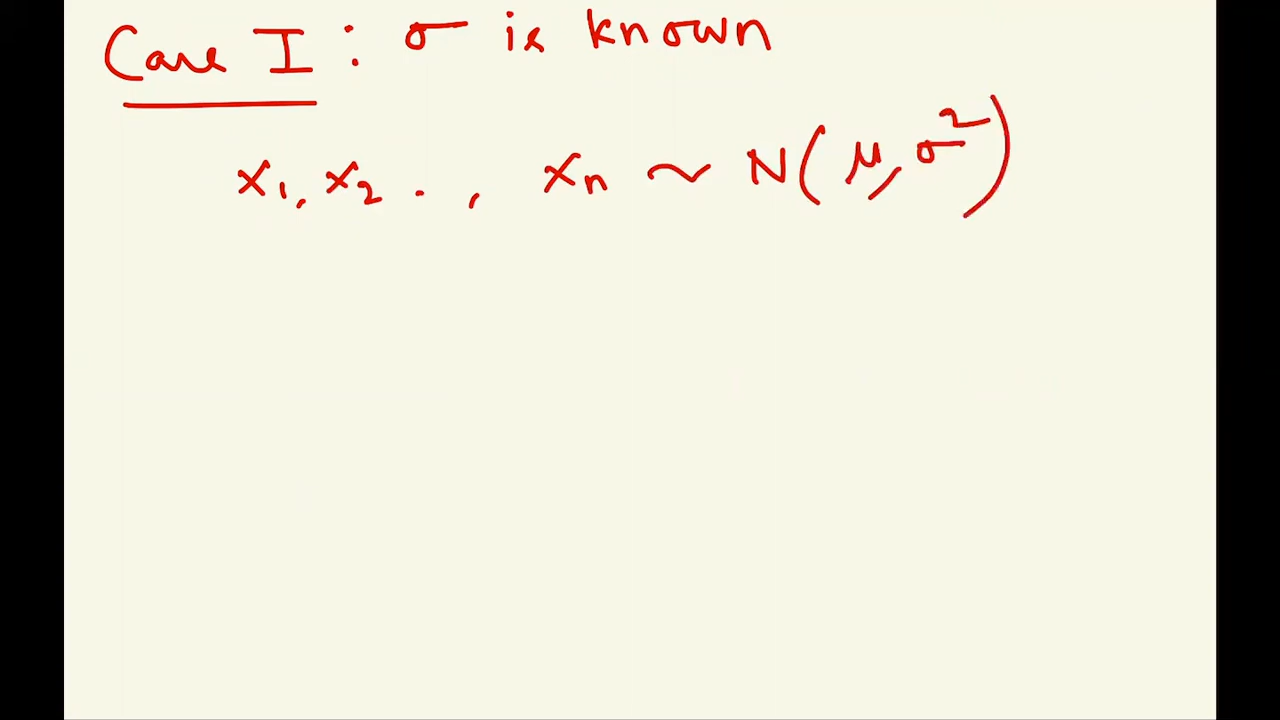 Case I : σ is known
x₁, x₂ . , xₙ ~ N(μ, σ²)